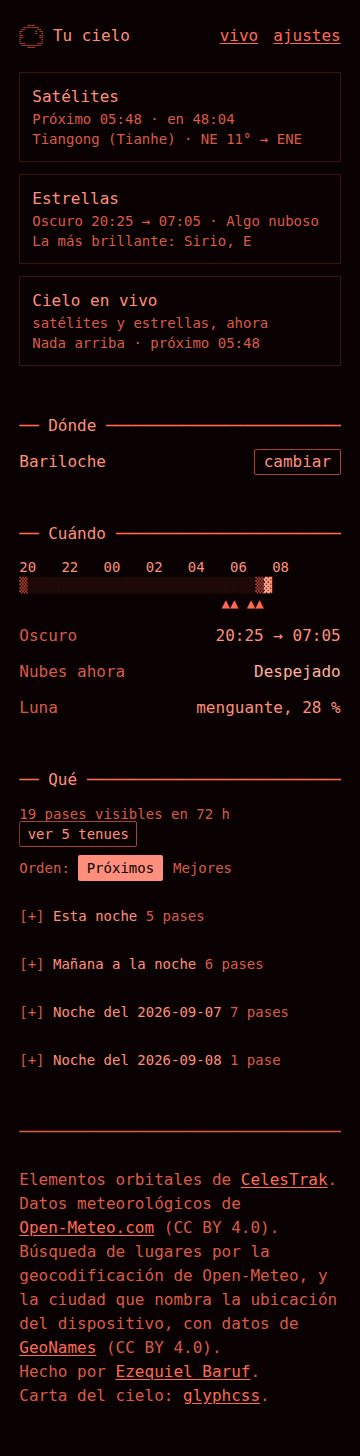 Tu cielo vivo ajustes
Satélites
Próximo 05:48 · en 48:04
Tiangong (Tianhe) · NE 11° → ENE
Estrellas
Oscuro 20:25 → 07:05 · Algo nuboso
La más brillante: Sirio, E
Cielo en vivo
satélites y estrellas, ahora
Nada arriba · próximo 05:48
Dónde
Bariloche cambiar
Cuándo
20 22 00 02 04 06 08
Oscuro 20:25 → 07:05
Nubes ahora Despejado
Luna menguante, 28 %
Qué
19 pases visibles en 72 h
ver 5 tenues
Orden: Próximos Mejores
[+] Esta noche 5 pases
[+] Mañana a la noche 6 pases
[+] Noche del 2026-09-07 7 pases
[+] Noche del 2026-09-08 1 pase
Elementos orbitales de CelesTrak.
Datos meteorológicos de
Open-Meteo.com (CC BY 4.0).
Búsqueda de lugares por la
geocodificación de Open-Meteo, y
la ciudad que nombra la ubicación
del dispositivo, con datos de
GeoNames (CC BY 4.0).
Hecho por Ezequiel Baruf.
Carta del cielo: glyphcss.